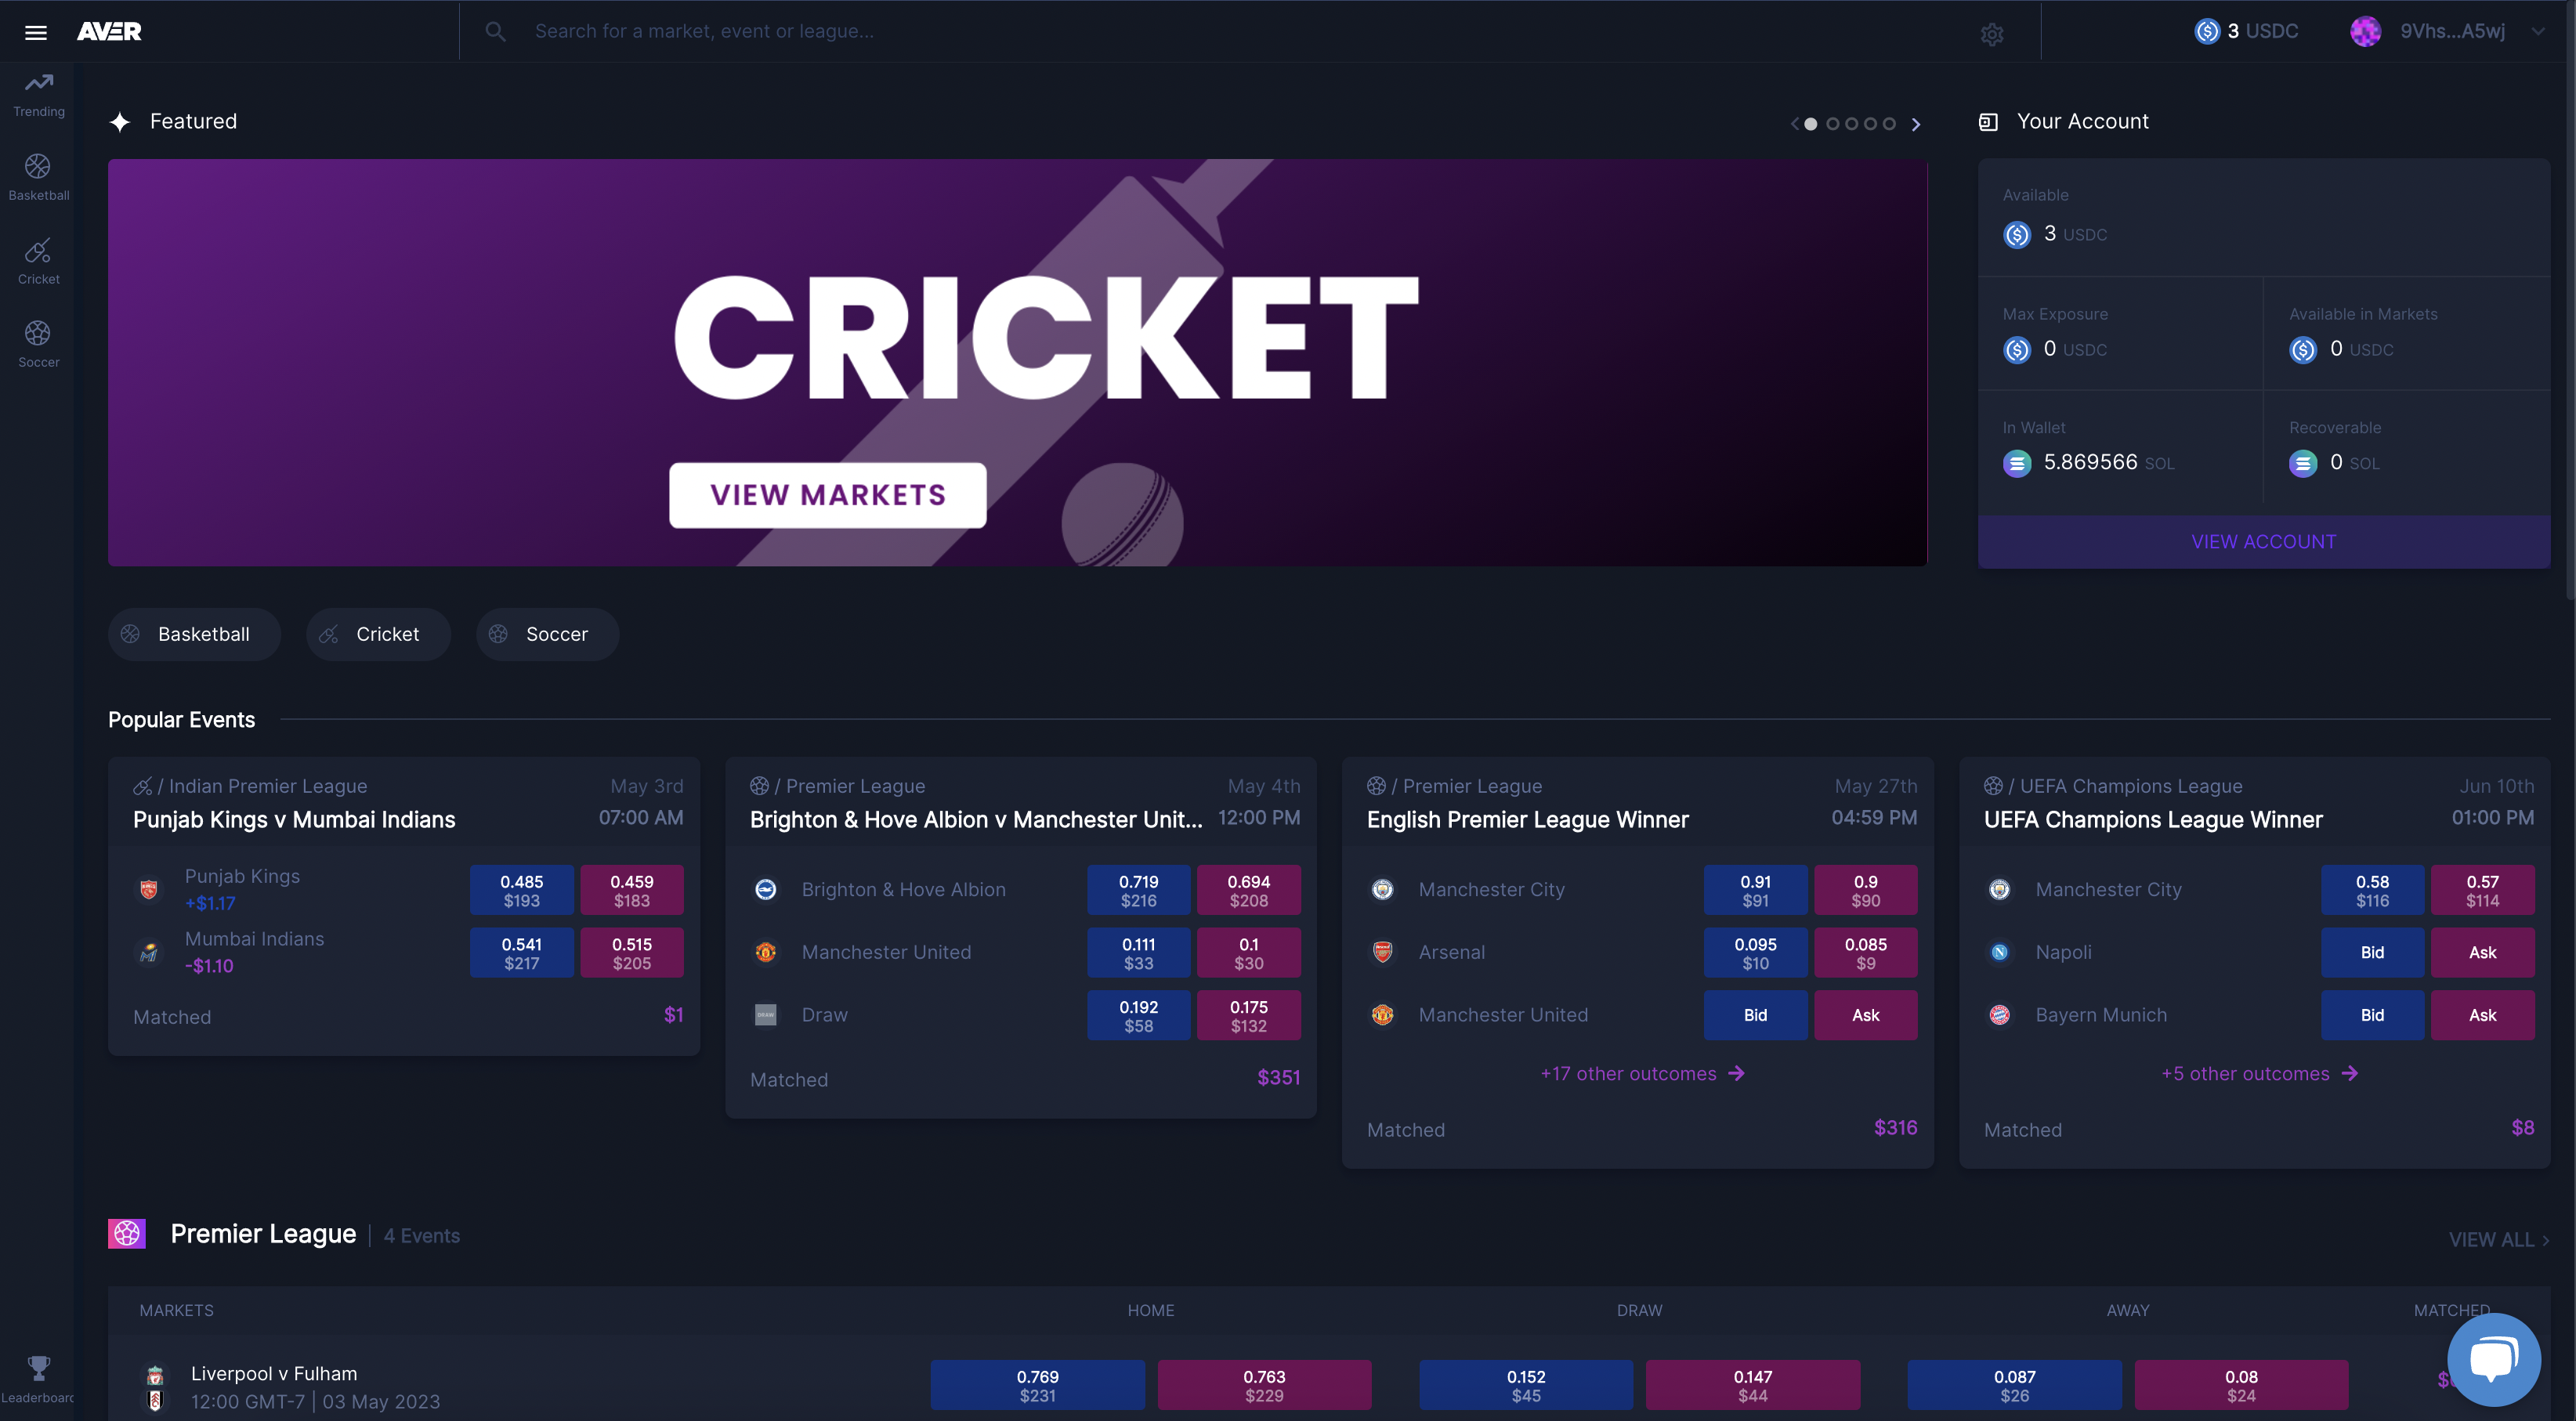 AVER
Search for a market, event or league...
3 USDC
9Vhs...A5wj
Trending
Basketball
Cricket
Soccer
Leaderboard
Featured
CRICKET
VIEW MARKETS
Your Account
Available
3 USDC
Max Exposure
0 USDC
Available in Markets
0 USDC
In Wallet
5.869566 SOL
Recoverable
0 SOL
VIEW ACCOUNT
Basketball
Cricket
Soccer
Popular Events
/ Indian Premier League
May 3rd
Punjab Kings v Mumbai Indians
07:00 AM
Punjab Kings
+$1.17
0.485
$193
0.459
$183
Mumbai Indians
-$1.10
0.541
$217
0.515
$205
Matched
$1
/ Premier League
May 4th
Brighton & Hove Albion v Manchester Unit...
12:00 PM
Brighton & Hove Albion
0.719
$216
0.694
$208
Manchester United
0.111
$33
0.1
$30
DRAW
Draw
0.192
$58
0.175
$132
Matched
$351
/ Premier League
May 27th
English Premier League Winner
04:59 PM
Manchester City
0.91
$91
0.9
$90
Arsenal
0.095
$10
0.085
$9
Manchester United
Bid
Ask
+17 other outcomes
Matched
$316
/ UEFA Champions League
Jun 10th
UEFA Champions League Winner
01:00 PM
Manchester City
0.58
$116
0.57
$114
Napoli
Bid
Ask
Bayern Munich
Bid
Ask
+5 other outcomes
Matched
$8
Premier League | 4 Events
VIEW ALL
MARKETS
HOME
DRAW
AWAY
MATCHED
Liverpool v Fulham
12:00 GMT-7 | 03 May 2023
0.769
$231
0.763
$229
0.152
$45
0.147
$44
0.087
$26
0.08
$24